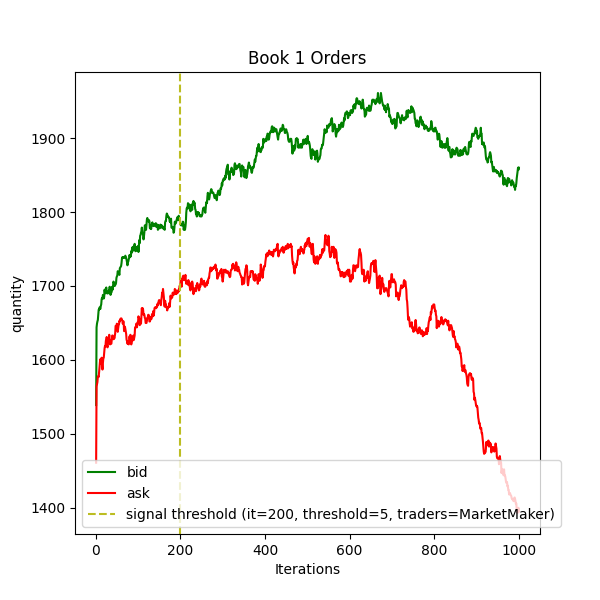 Book 1 Orders
quantity
1900
1800
1700
1600
1500
1400
bid
ask
signal threshold (it=200, threshold=5, traders=MarketMaker)
0 200 400 600 800 1000
Iterations